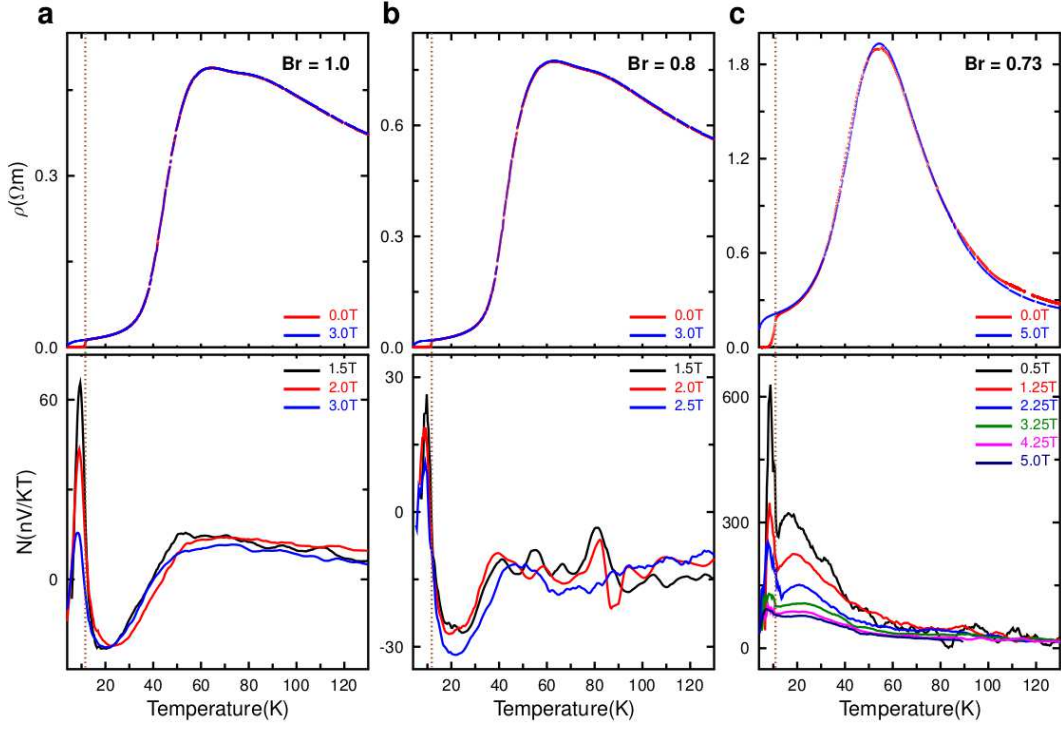 a
b
c
Br = 1.0
Br = 0.8
Br = 0.73
ρ(Ωm)
0.3
0.0
0.6
0.3
0.0
1.8
1.2
0.6
0.0
0.0T
3.0T
0.0T
3.0T
0.0T
5.0T
N(nV/KT)
60
0
30
0
-30
600
300
0
1.5T
2.0T
3.0T
1.5T
2.0T
2.5T
0.5T
1.25T
2.25T
3.25T
4.25T
5.0T
20 40 60 80 100 120
20 40 60 80 100 120
20 40 60 80 100 120
Temperature(K)
Temperature(K)
Temperature(K)